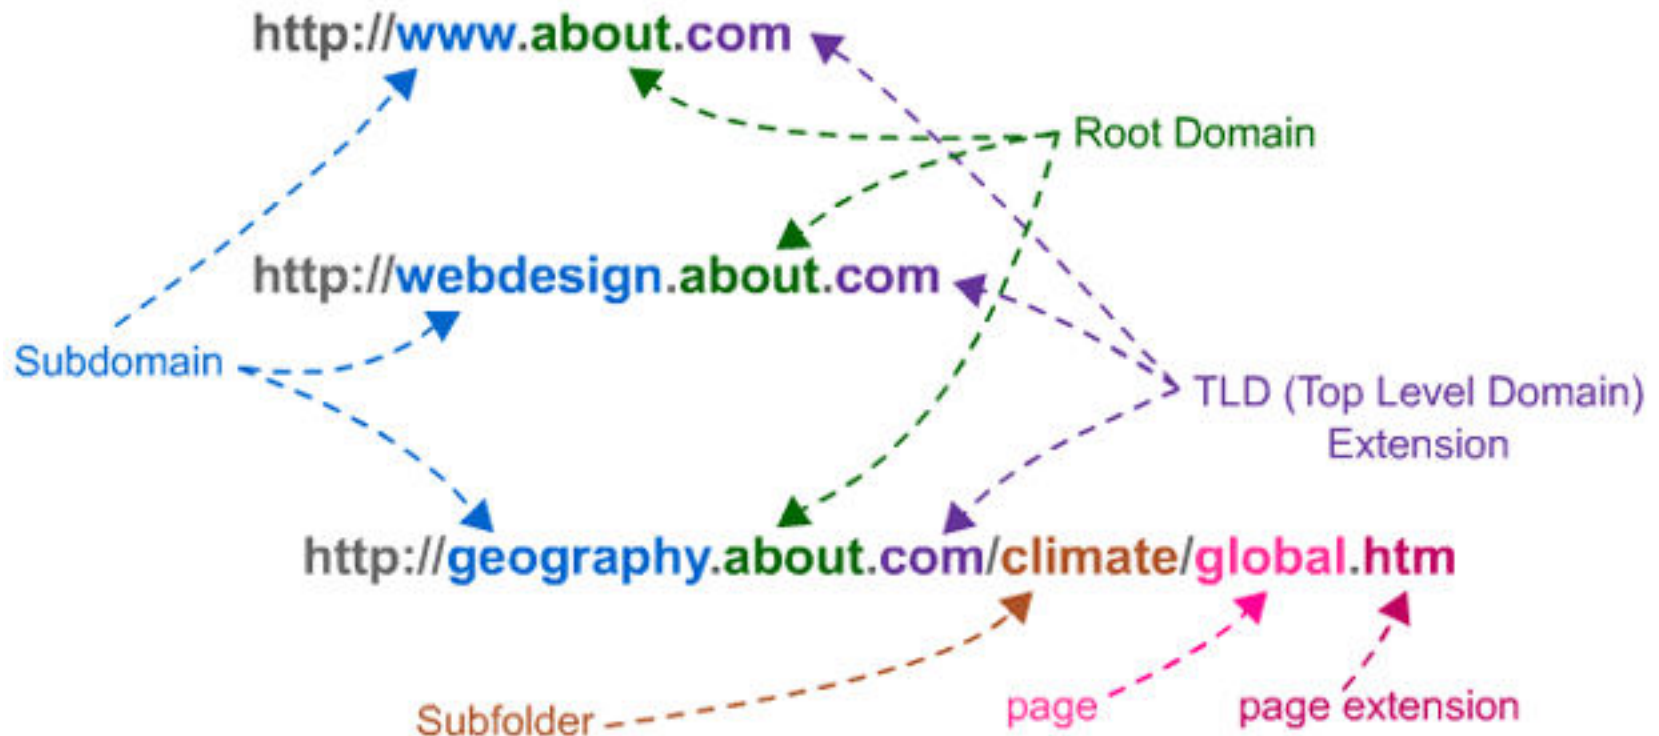 http://www.about.com
Root Domain
http://webdesign.about.com
Subdomain
TLD (Top Level Domain)
Extension
http://geography.about.com/climate/global.htm
Subfolder
page
page extension